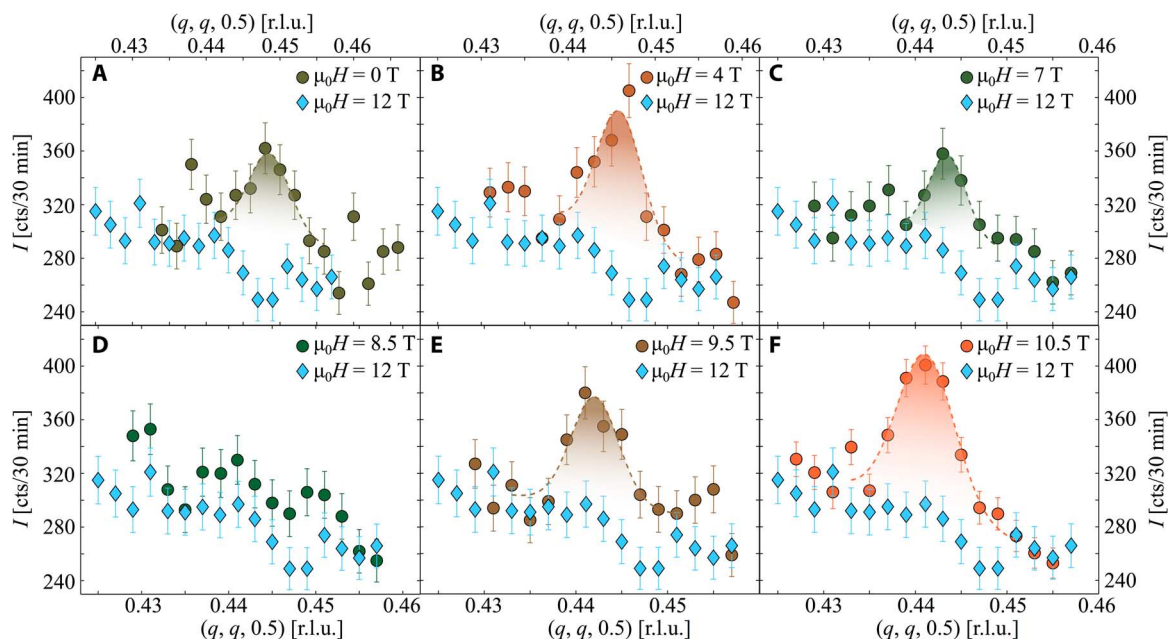 (q, q, 0.5) [r.l.u.] (q, q, 0.5) [r.l.u.] (q, q, 0.5) [r.l.u.]
0.43 0.44 0.45 0.46 0.43 0.44 0.45 0.43 0.44 0.45 0.46
A μ₀H = 0 T B μ₀H = 4 T C μ₀H = 7 T
μ₀H = 12 T μ₀H = 12 T μ₀H = 12 T
400 400
360 360
320 320
280 280
240 240
I [cts/30 min] I [cts/30 min]
D μ₀H = 8.5 T E μ₀H = 9.5 T F μ₀H = 10.5 T
μ₀H = 12 T μ₀H = 12 T μ₀H = 12 T
400 400
360 360
320 320
280 280
240 240
I [cts/30 min] I [cts/30 min]
0.43 0.44 0.45 0.46 0.43 0.44 0.45 0.43 0.44 0.45 0.46
(q, q, 0.5) [r.l.u.] (q, q, 0.5) [r.l.u.] (q, q, 0.5) [r.l.u.]